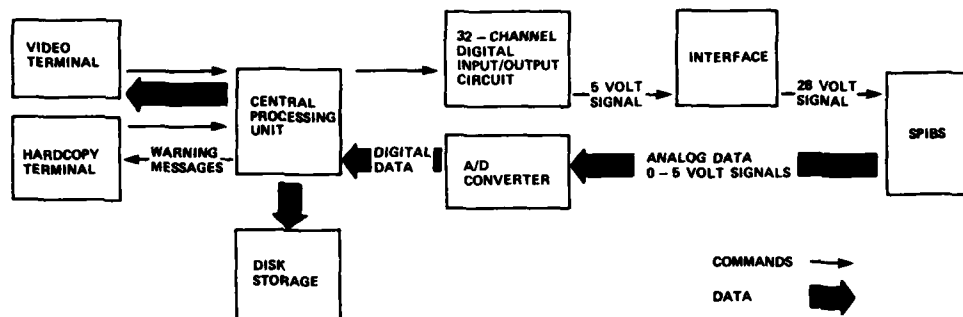 VIDEO
TERMINAL
HARDCOPY
TERMINAL
WARNING
MESSAGES
CENTRAL
PROCESSING
UNIT
DISK
STORAGE
32 – CHANNEL
DIGITAL
INPUT/OUTPUT
CIRCUIT
5 VOLT
SIGNAL
INTERFACE
28 VOLT
SIGNAL
SPIBS
DIGITAL
DATA
A/D
CONVERTER
ANALOG DATA
0 – 5 VOLT SIGNALS
COMMANDS
DATA